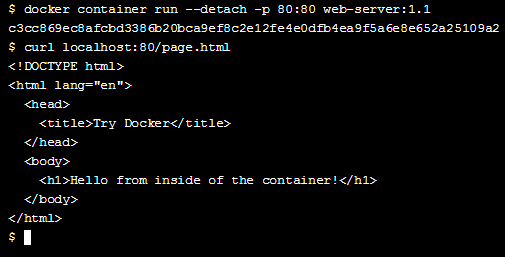 $ docker container run --detach -p 80:80 web-server:1.1
c3cc869ec8afcbd3386b20bca9ef8c2e12fe4e0dfb4ea9f5a6e8e652a25109a2
$ curl localhost:80/page.html
<!DOCTYPE html>
<html lang="en">
  <head>
    <title>Try Docker</title>
  </head>
  <body>
    <h1>Hello from inside of the container!</h1>
  </body>
</html>
$